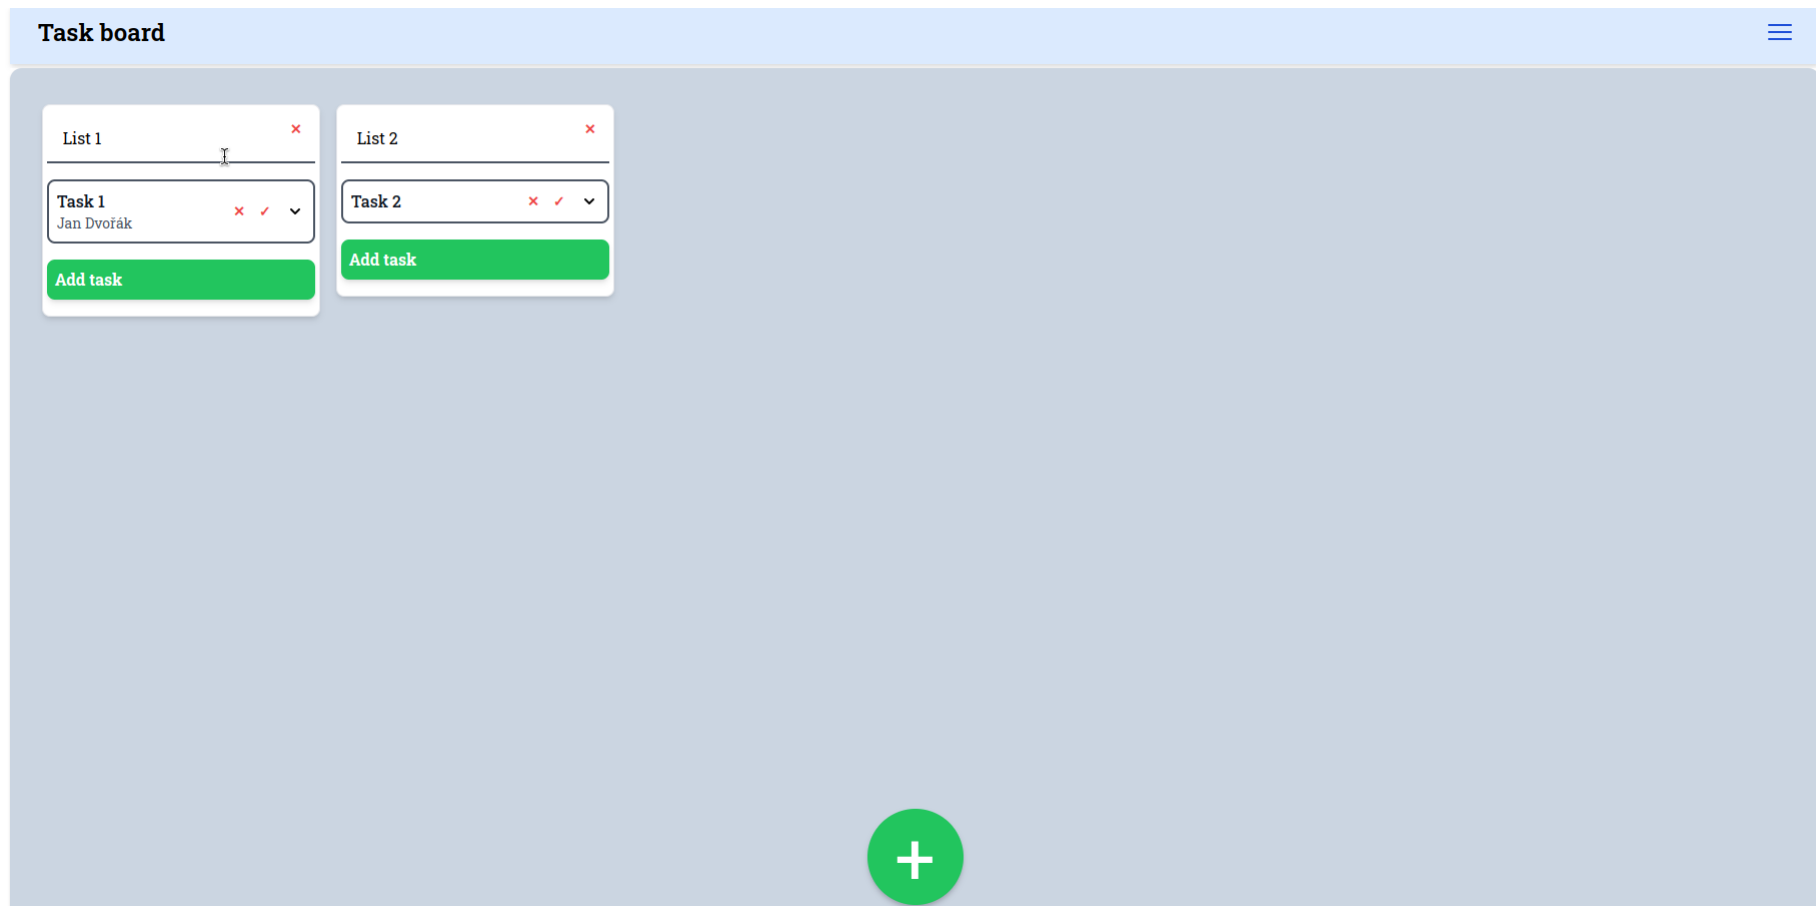 Task board
List 1
Task 1
Jan Dvořák
Add task
List 2
Task 2
Add task